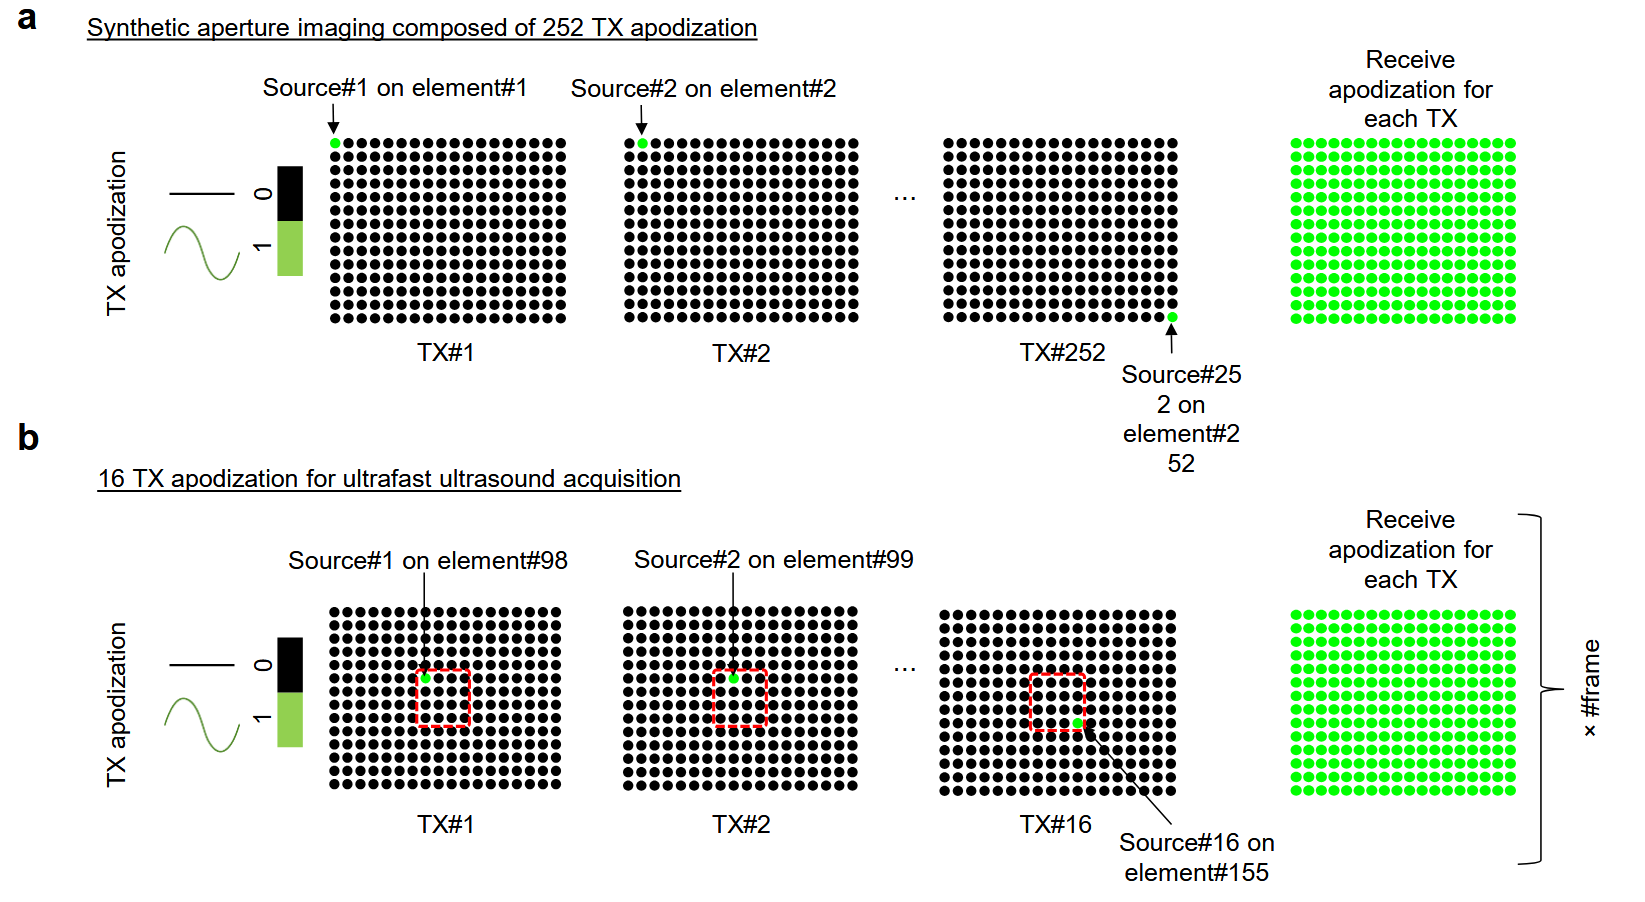 a
Synthetic aperture imaging composed of 252 TX apodization
Source#1 on element#1
Source#2 on element#2
Receive
apodization for
each TX
TX apodization
0
1
...
TX#1
TX#2
TX#252
Source#25
2 on
element#2
52
b
16 TX apodization for ultrafast ultrasound acquisition
Source#1 on element#98
Source#2 on element#99
Receive
apodization for
each TX
TX apodization
0
1
...
× #frame
TX#1
TX#2
TX#16
Source#16 on
element#155